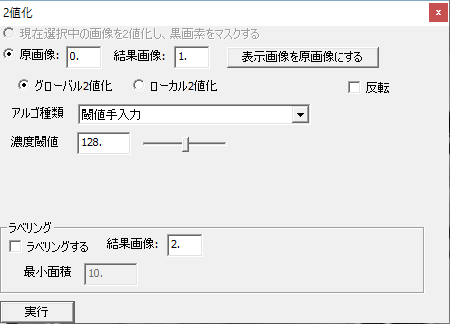 2値化
現在選択中の画像を2値化し、黒画素をマスクする
原画像: 0. 結果画像: 1. 表示画像を原画像にする
グローバル2値化 ローカル2値化 反転
アルゴ種類 閾値手入力
濃度閾値 128.
ラベリング
ラベリングする 結果画像: 2.
最小面積 10.
実行